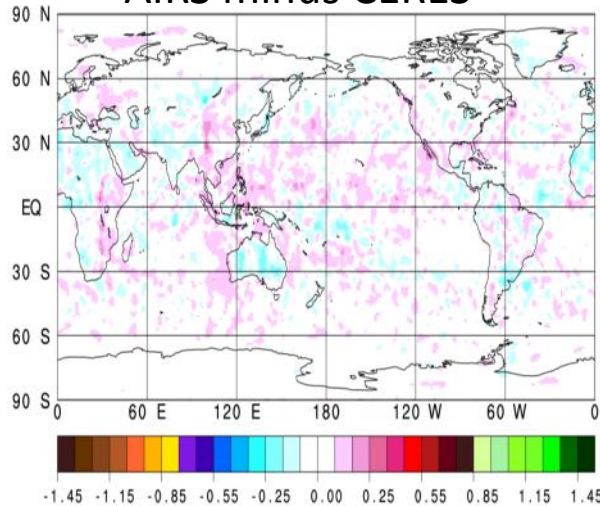 AIRS minus CERES
90 N
60 N
30 N
EQ
30 S
60 S
90 S
0 60 E 120 E 180 120 W 60 W 0
-1.45 -1.15 -0.85 -0.55 -0.25 0.00 0.25 0.55 0.85 1.15 1.45